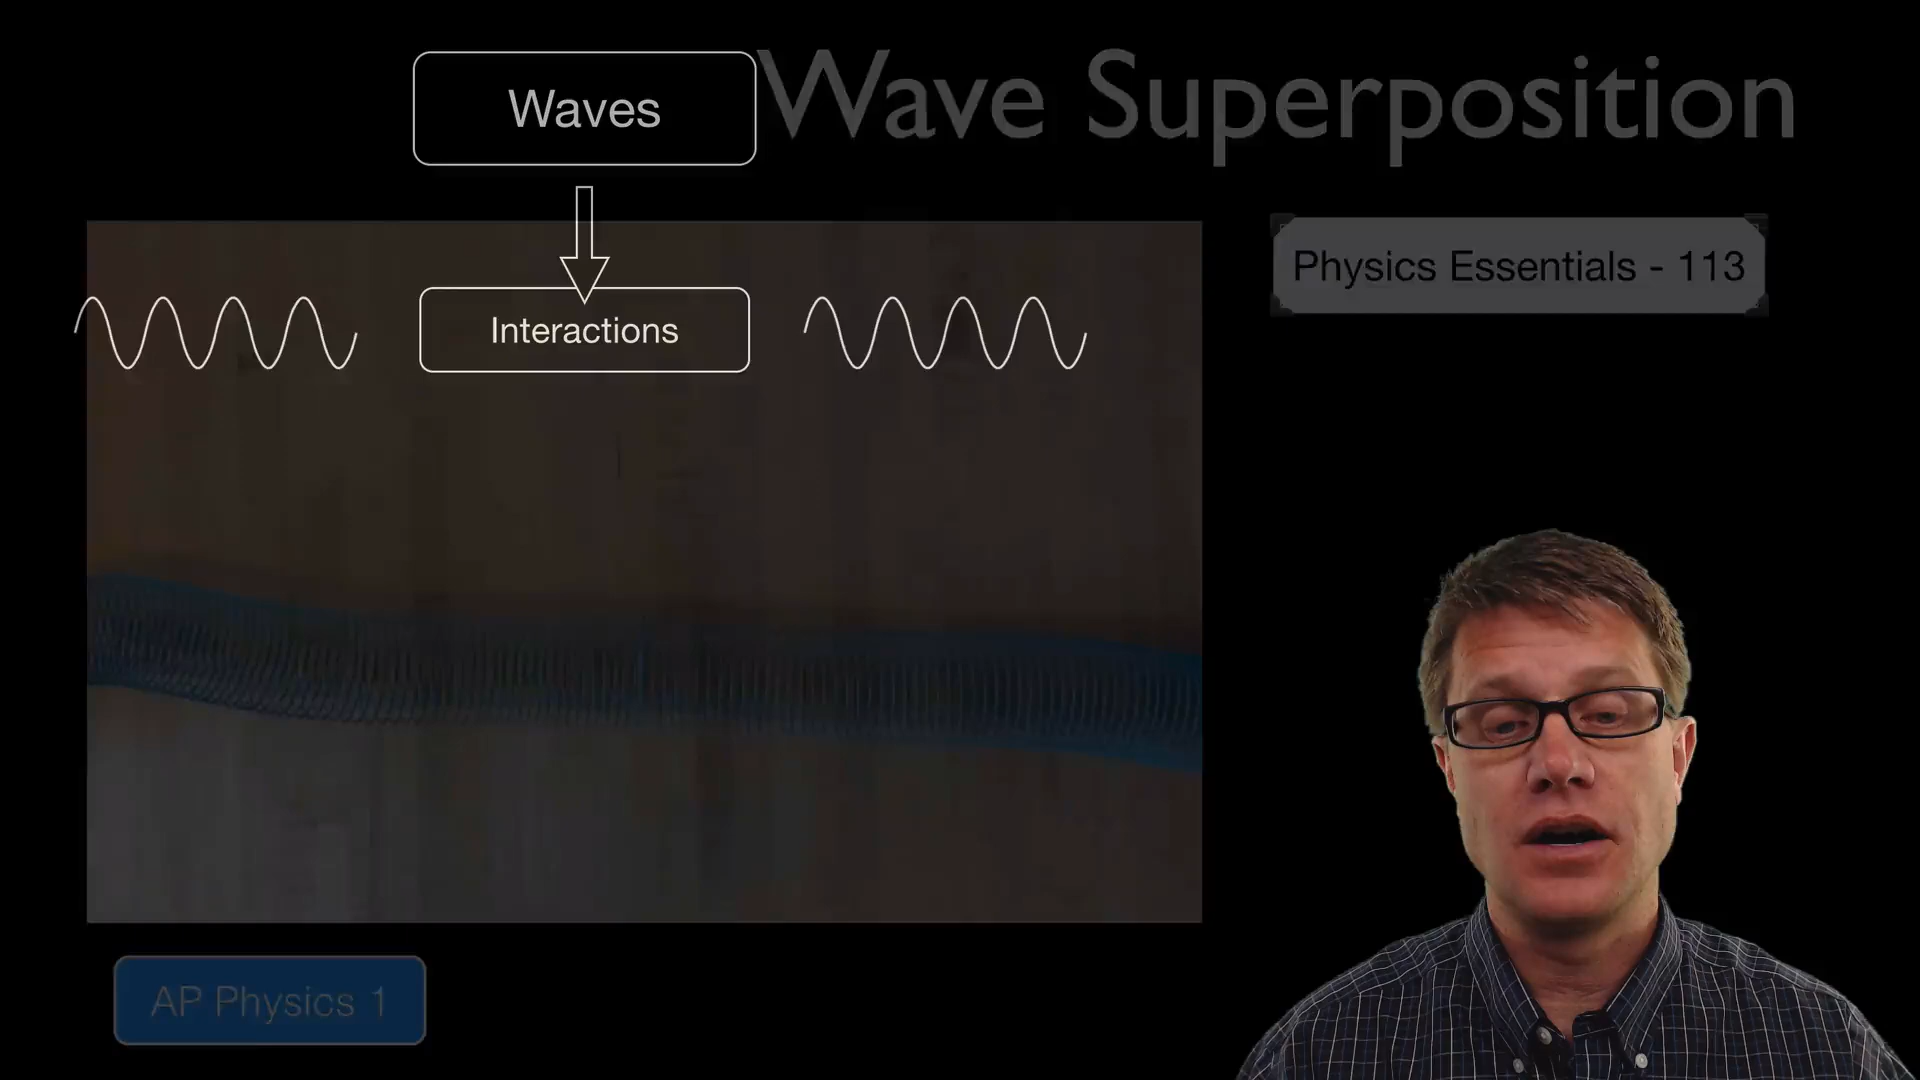 Waves
Wave Superposition
Physics Essentials - 113
Interactions
AP Physics 1